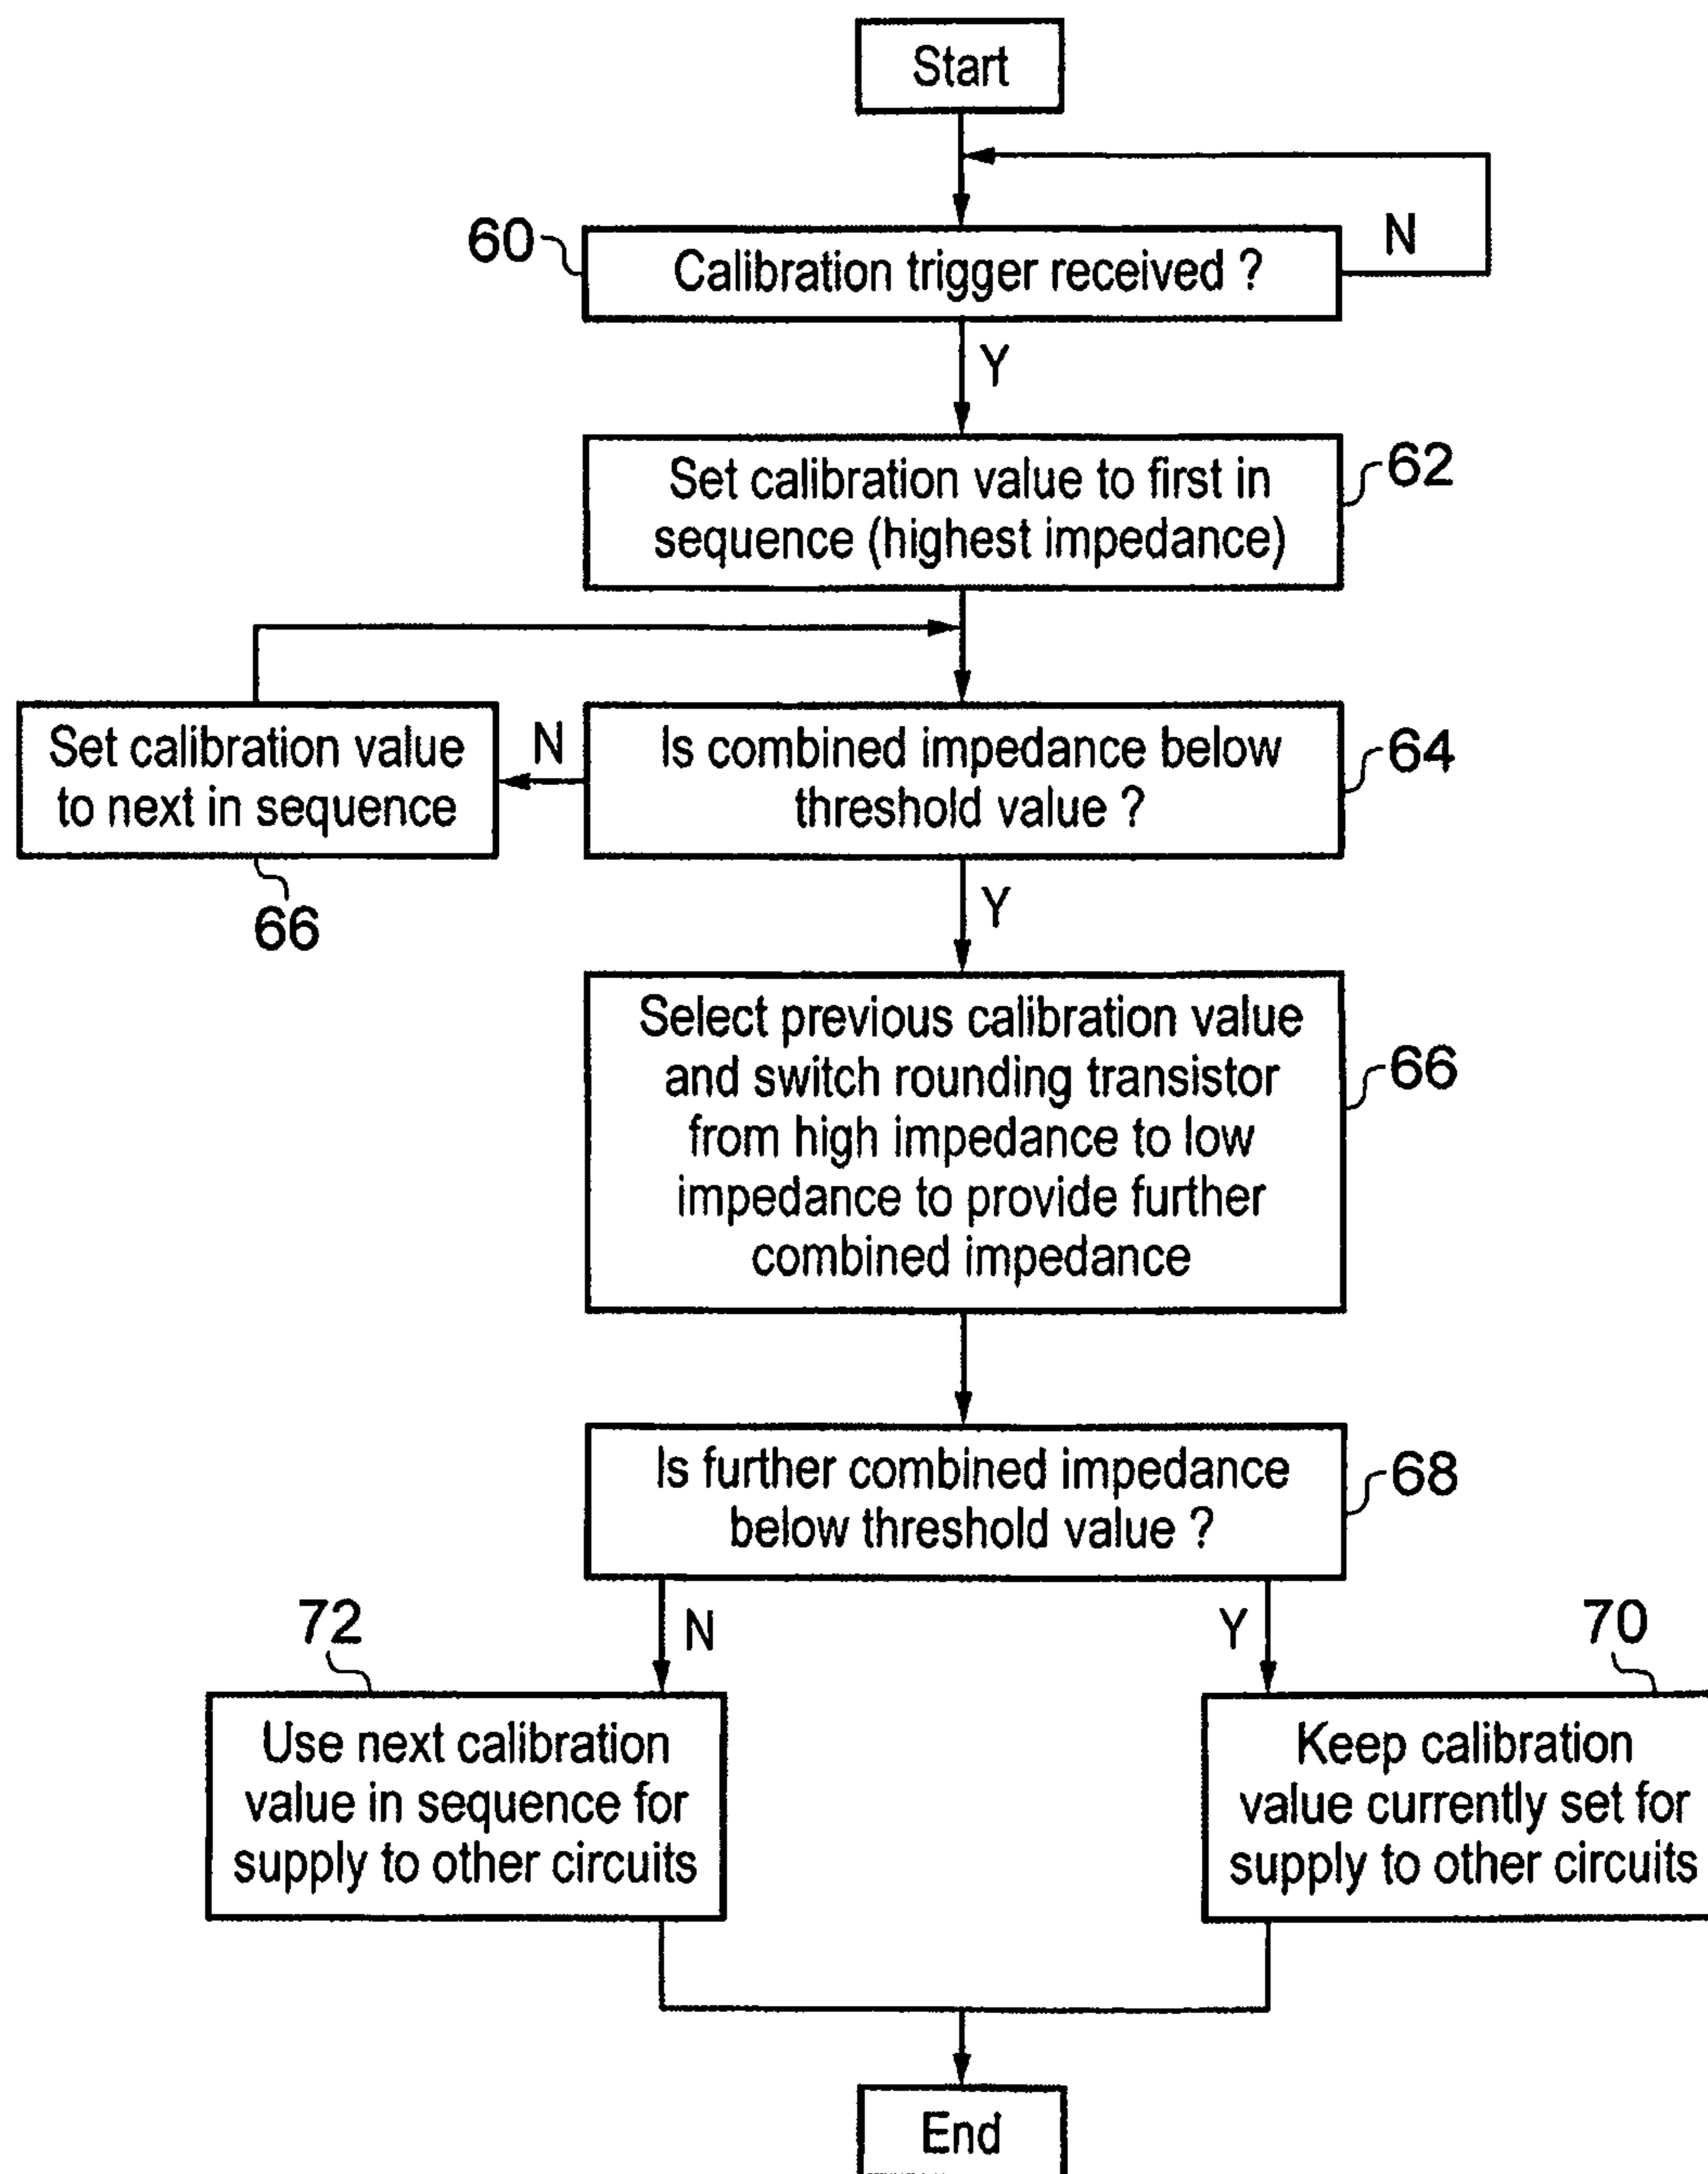 Start
N
60
Calibration trigger received ?
Y
Set calibration value to first in
sequence (highest impedance)
62
Set calibration value
to next in sequence
66
N
Is combined impedance below
threshold value ?
64
Y
Select previous calibration value
and switch rounding transistor
from high impedance to low
impedance to provide further
combined impedance
66
Is further combined impedance
below threshold value ?
68
N
Y
72
Use next calibration
value in sequence for
supply to other circuits
70
Keep calibration
value currently set for
supply to other circuits
End